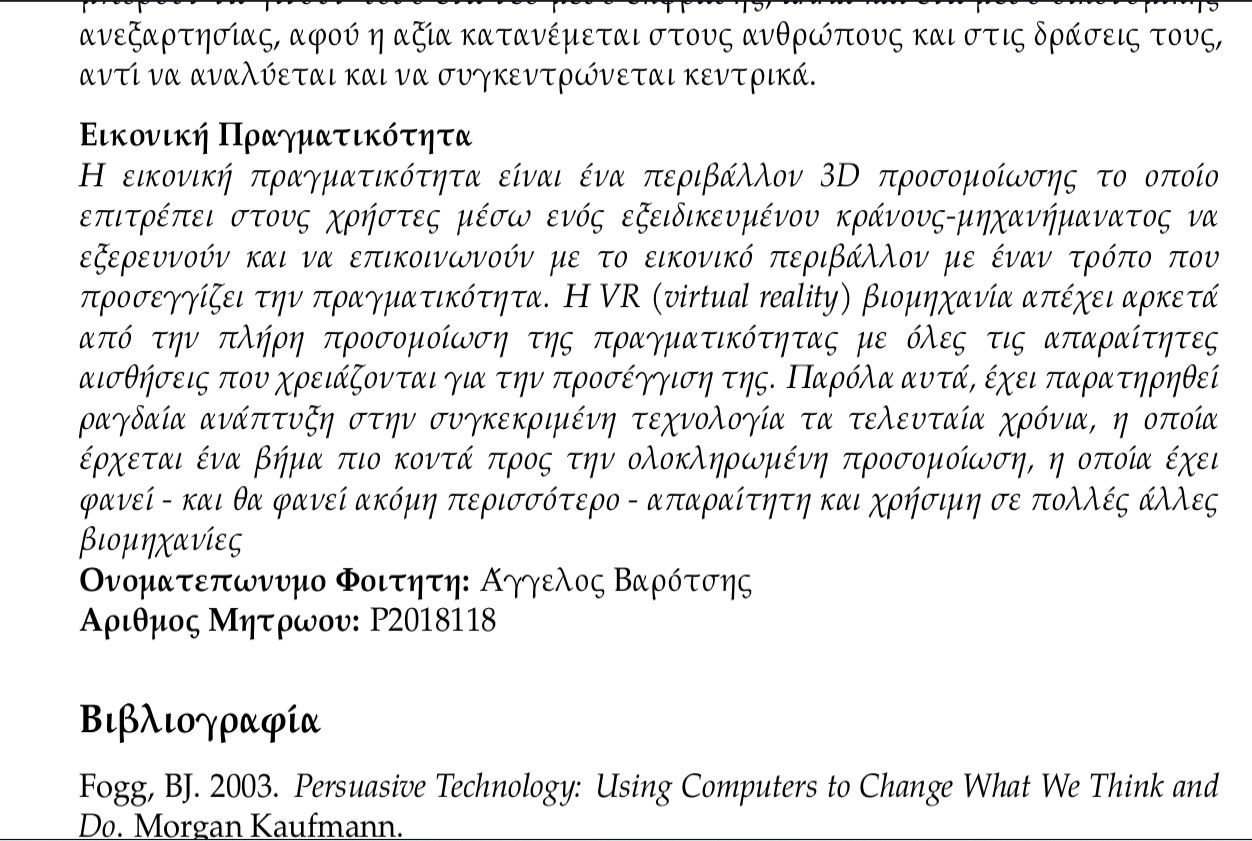 ανεξαρτησίας, αφού η αξία κατανέμεται στους ανθρώπους και στις δράσεις τους,
αντί να αναλύεται και να συγκεντρώνεται κεντρικά.
Εικονική Πραγματικότητα
Η εικονική πραγματικότητα είναι ένα περιβάλλον 3D προσομοίωσης το οποίο
επιτρέπει στους χρήστες μέσω ενός εξειδικευμένου κράνους-μηχανήμανατος να
εξερευνούν και να επικοινωνούν με το εικονικό περιβάλλον με έναν τρόπο που
προσεγγίζει την πραγματικότητα. Η VR (virtual reality) βιομηχανία απέχει αρκετά
από την πλήρη προσομοίωση της πραγματικότητας με όλες τις απαραίτητες
αισθήσεις που χρειάζονται για την προσέγγιση της. Παρόλα αυτά, έχει παρατηρηθεί
ραγδαία ανάπτυξη στην συγκεκριμένη τεχνολογία τα τελευταία χρόνια, η οποία
έρχεται ένα βήμα πιο κοντά προς την ολοκληρωμένη προσομοίωση, η οποία έχει
φανεί - και θα φανεί ακόμη περισσότερο - απαραίτητη και χρήσιμη σε πολλές άλλες
βιομηχανίες
Ονοματεπωνυμο Φοιτητη: Άγγελος Βαρότσης
Αριθμος Μητρωου: P2018118
Βιβλιογραφία
Fogg, BJ. 2003. Persuasive Technology: Using Computers to Change What We Think and
Do. Morgan Kaufmann.